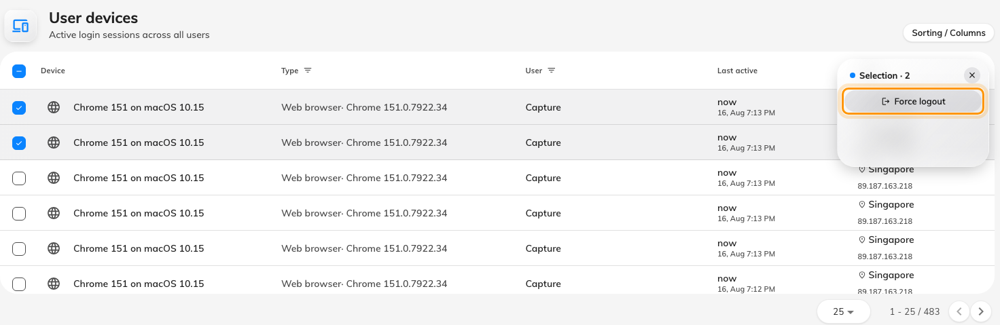 User devices
Active login sessions across all users
Sorting / Columns
Device Type User Last active
Selection · 2
Force logout
Chrome 151 on macOS 10.15 Web browser· Chrome 151.0.7922.34 Capture now
16, Aug 7:13 PM
Chrome 151 on macOS 10.15 Web browser· Chrome 151.0.7922.34 Capture now
16, Aug 7:13 PM
Chrome 151 on macOS 10.15 Web browser· Chrome 151.0.7922.34 Capture now Singapore
16, Aug 7:13 PM 89.187.163.218
Chrome 151 on macOS 10.15 Web browser· Chrome 151.0.7922.34 Capture now Singapore
16, Aug 7:13 PM 89.187.163.218
Chrome 151 on macOS 10.15 Web browser· Chrome 151.0.7922.34 Capture now Singapore
16, Aug 7:13 PM 89.187.163.218
Chrome 151 on macOS 10.15 Web browser· Chrome 151.0.7922.34 Capture now Singapore
16, Aug 7:12 PM 89.187.163.218
25 1 - 25 / 483